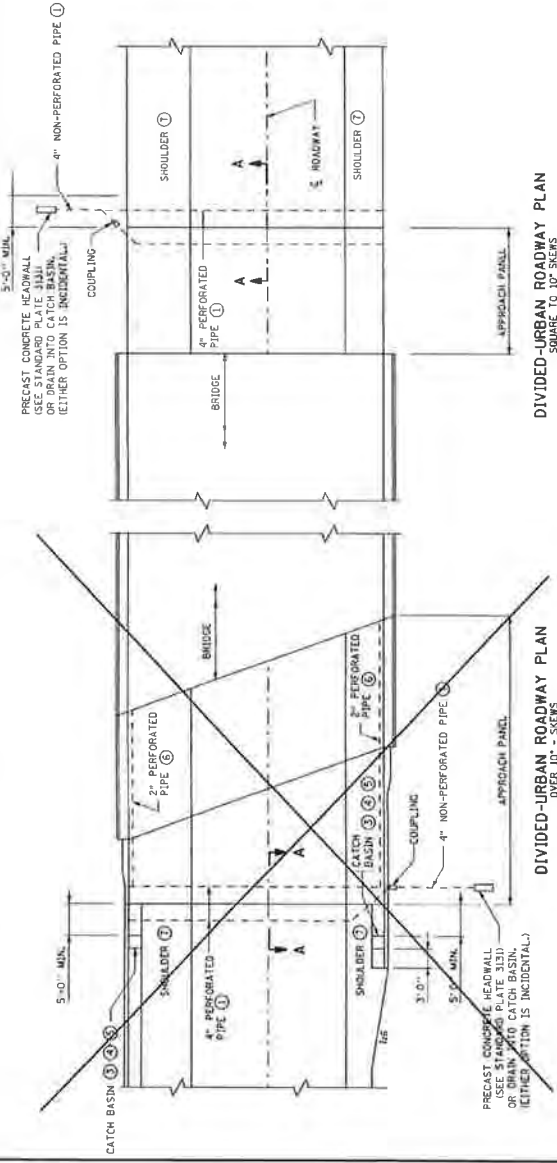 CATCH BASIN ③ ④ ⑤
5'-0" MIN.
2" PERFORATED
PIPE ⑥
BRIDGE
SHOULDER ⑦
4" PERFORATED
PIPE ①
A
A
CATCH
BASIN ③ ④ ⑤
2" PERFORATED
PIPE ⑥
SHOULDER ⑦
COUPLING
4" NON-PERFORATED PIPE
3'-0"
5'-0" MIN.
PRECAST CONCRETE HEADWALL
(SEE STANDARD PLATE 3131)
OR DRAIN INTO CATCH BASIN.
(EITHER OPTION IS INCIDENTAL.)
APPROACH PANEL
DIVIDED-URBAN ROADWAY PLAN
OVER 10° - SKEWS
5'-0" MIN.
PRECAST CONCRETE HEADWALL
(SEE STANDARD PLATE 3131)
OR DRAIN INTO CATCH BASIN.
(EITHER OPTION IS INCIDENTAL.)
4" NON-PERFORATED PIPE ①
COUPLING
SHOULDER ⑦
4" PERFORATED
PIPE ①
A
A
BRIDGE
℄ ROADWAY
SHOULDER ⑦
APPROACH PANEL
DIVIDED-URBAN ROADWAY PLAN
SQUARE TO 10° SKEWS